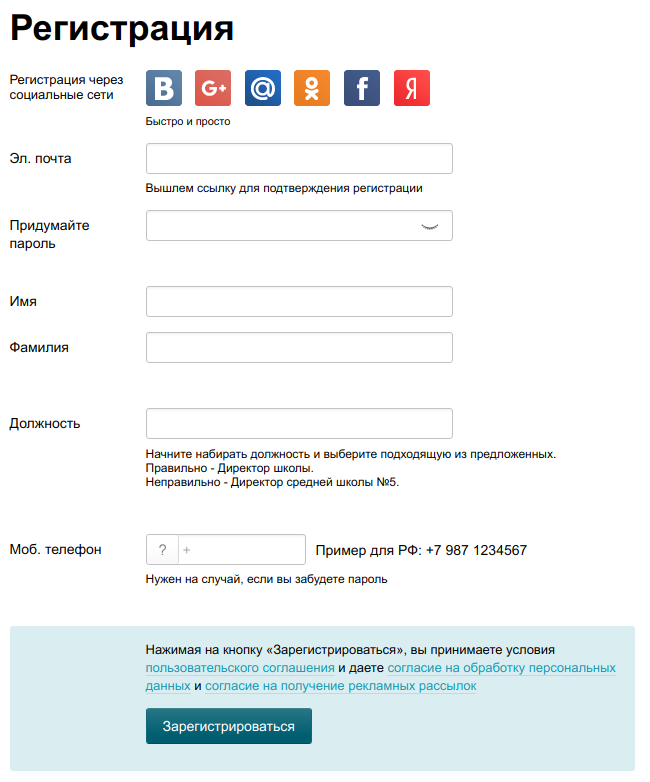 Регистрация
Регистрация через
социальные сети
B G+ @ f Я
Быстро и просто
Эл. почта
Вышлем ссылку для подтверждения регистрации
Придумайте
пароль
Имя
Фамилия
Должность
Начните набирать должность и выберите подходящую из предложенных.
Правильно - Директор школы.
Неправильно - Директор средней школы №5.
Моб. телефон ? + Пример для РФ: +7 987 1234567
Нужен на случай, если вы забудете пароль
Нажимая на кнопку «Зарегистрироваться», вы принимаете условия
пользовательского соглашения и даете согласие на обработку персональных
данных и согласие на получение рекламных рассылок
Зарегистрироваться